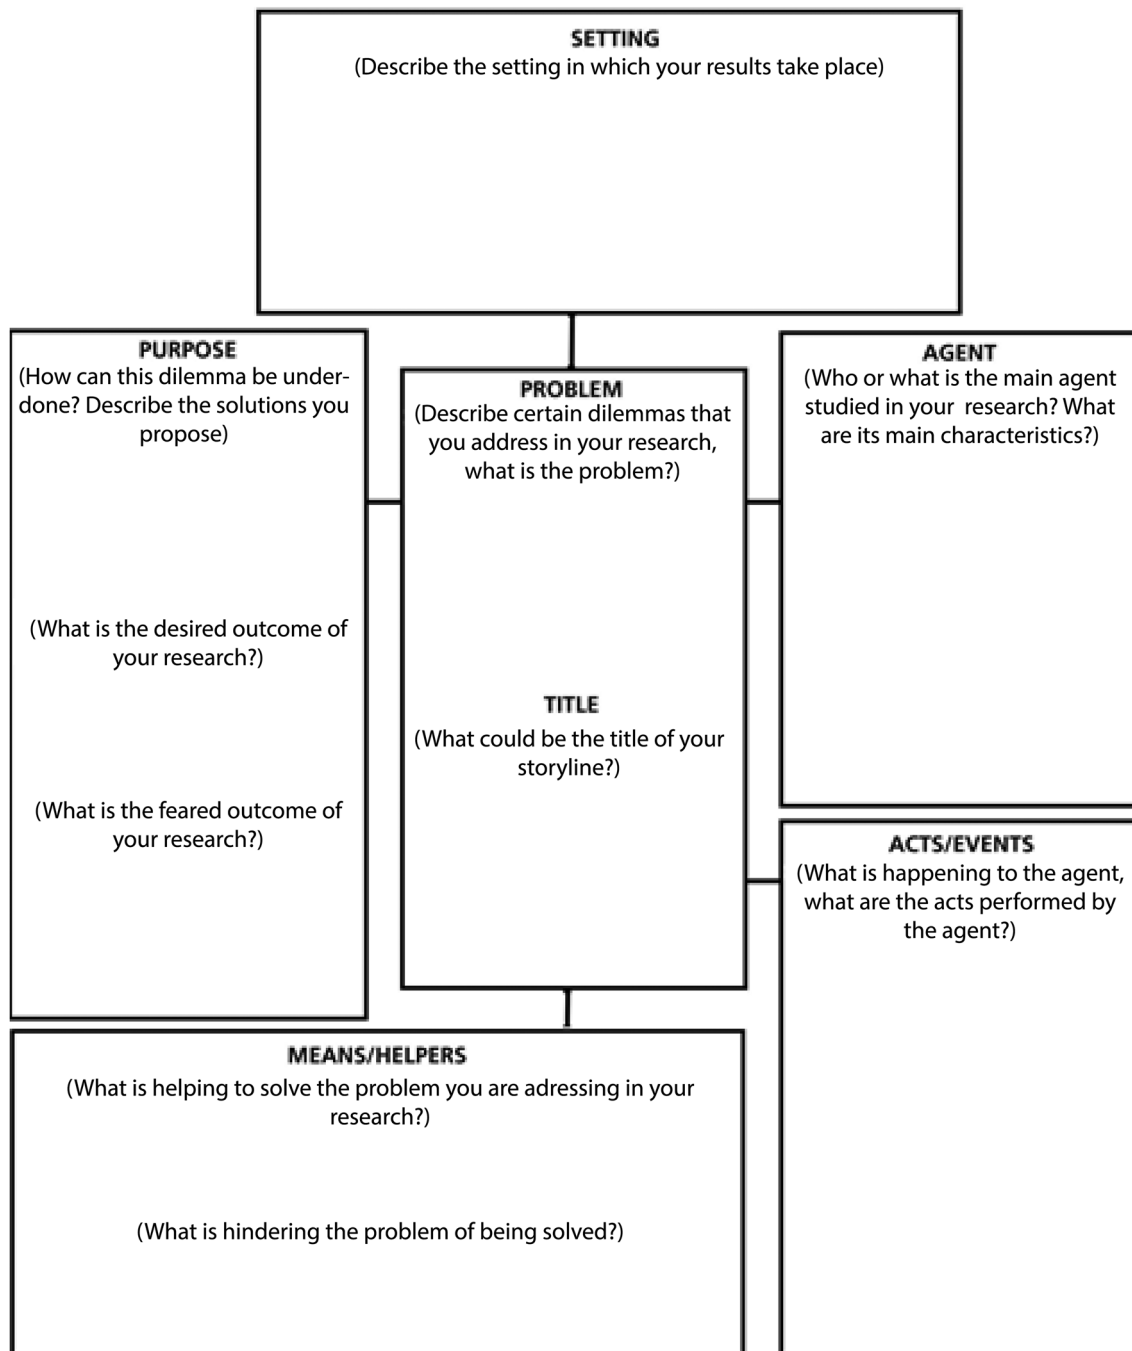 SETTING
(Describe the setting in which your results take place)
PURPOSE
(How can this dilemma be under-
done? Describe the solutions you
propose)
(What is the desired outcome of
your research?)
(What is the feared outcome of
your research?)
PROBLEM
(Describe certain dilemmas that
you address in your research,
what is the problem?)
TITLE
(What could be the title of your
storyline?)
AGENT
(Who or what is the main agent
studied in your  research? What
are its main characteristics?)
ACTS/EVENTS
(What is happening to the agent,
what are the acts performed by
the agent?)
MEANS/HELPERS
(What is helping to solve the problem you are adressing in your
research?)
(What is hindering the problem of being solved?)